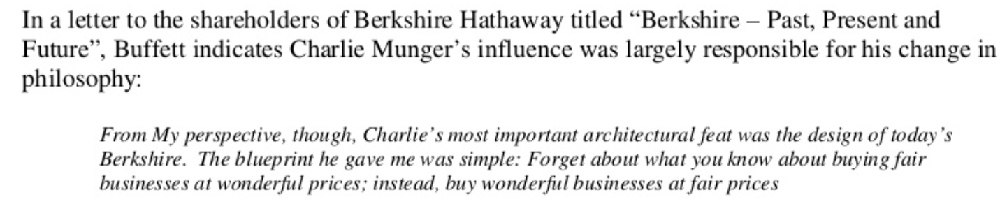 In a letter to the shareholders of Berkshire Hathaway titled “Berkshire – Past, Present and
Future”, Buffett indicates Charlie Munger’s influence was largely responsible for his change in
philosophy:
From My perspective, though, Charlie’s most important architectural feat was the design of today’s
Berkshire.  The blueprint he gave me was simple: Forget about what you know about buying fair
businesses at wonderful prices; instead, buy wonderful businesses at fair prices